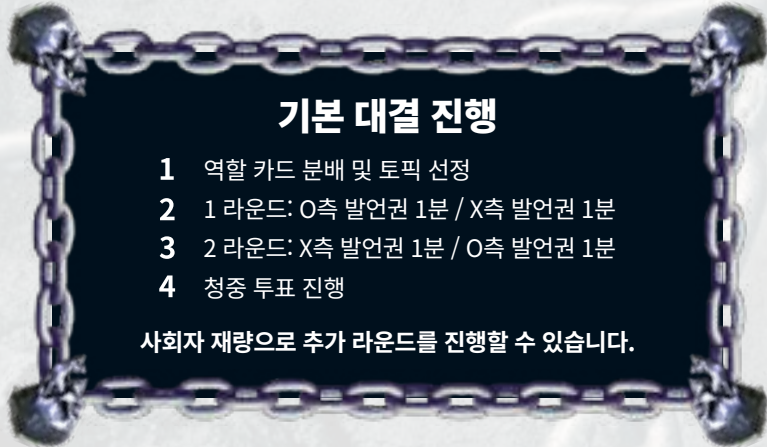 기본 대결 진행
1 역할 카드 분배 및 토픽 선정
2 1 라운드: O측 발언권 1분 / X측 발언권 1분
3 2 라운드: X측 발언권 1분 / O측 발언권 1분
4 청중 투표 진행
사회자 재량으로 추가 라운드를 진행할 수 있습니다.